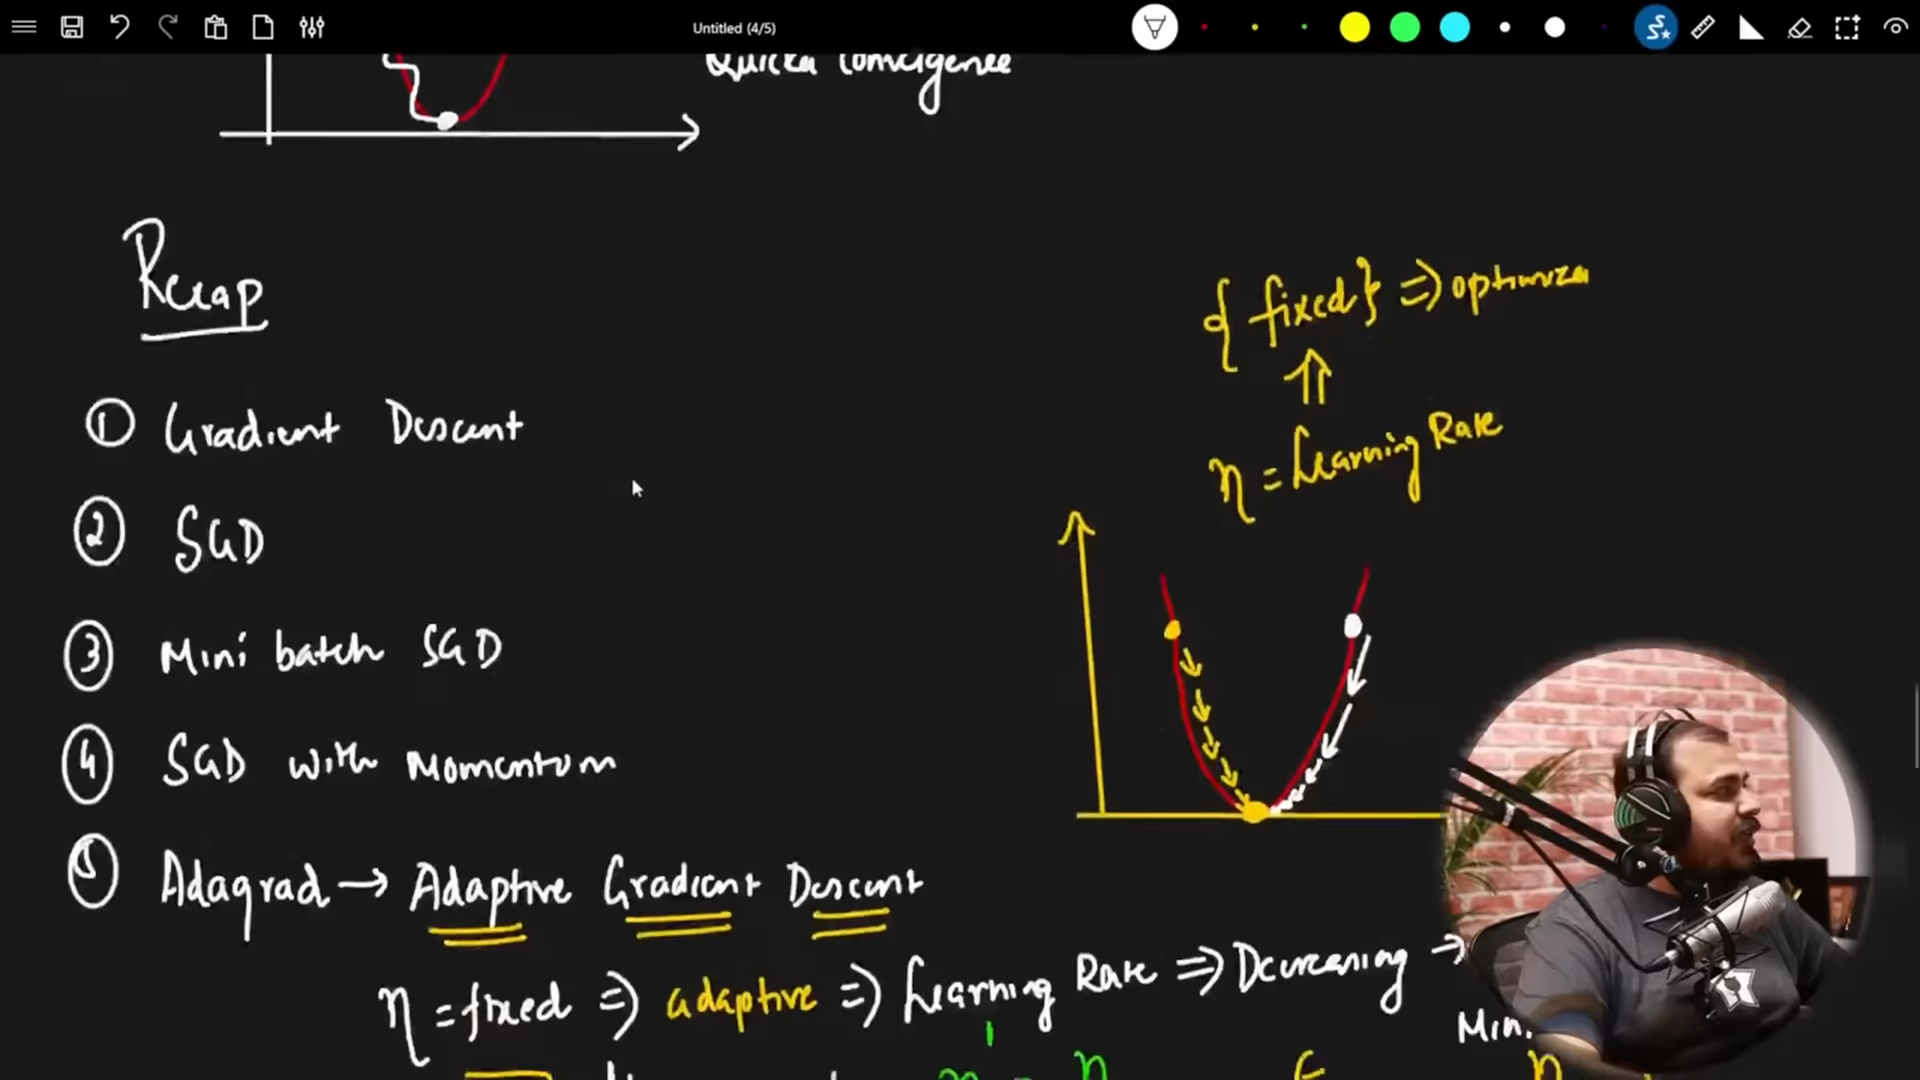 Untitled (4/5)
Quicker Convergence
Recap
{ fixed} => optimizer
η = Learning Rate
① Gradient Descent
② SGD
③ Mini batch SGD
④ SGD with Momentum
⑤ Adagrad → Adaptive Gradient Descent
η = fixed => adaptive => Learning Rate => Decreasing →
Min.